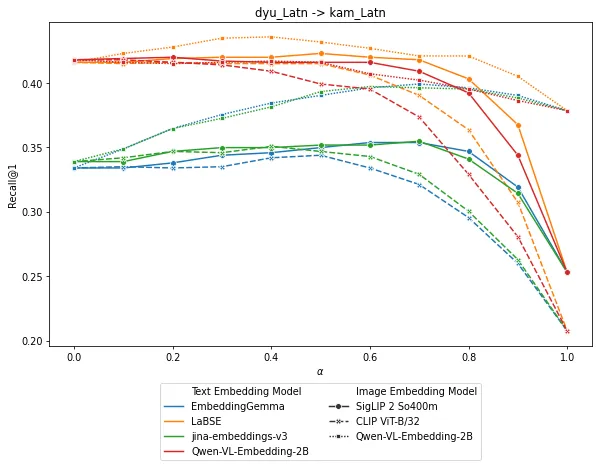 dyu_Latn -> kam_Latn
Recall@1
0.40
0.35
0.30
0.25
0.20
0.0 0.2 0.4 0.6 0.8 1.0
α
Text Embedding Model
EmbeddingGemma
LaBSE
jina-embeddings-v3
Qwen-VL-Embedding-2B
Image Embedding Model
SigLIP 2 So400m
CLIP ViT-B/32
Qwen-VL-Embedding-2B